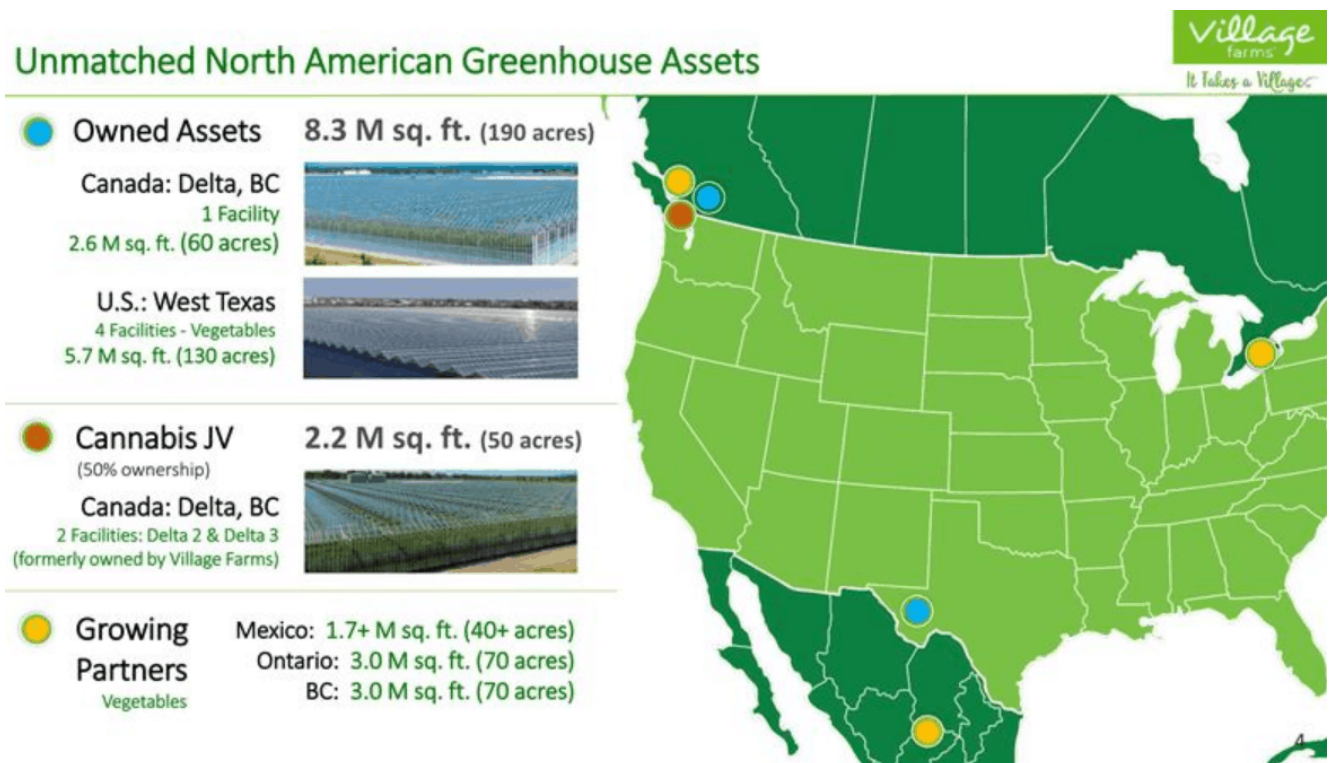 Unmatched North American Greenhouse Assets
Village
farms
It Takes a Village
Owned Assets 8.3 M sq. ft. (190 acres)
Canada: Delta, BC
1 Facility
2.6 M sq. ft. (60 acres)
U.S.: West Texas
4 Facilities - Vegetables
5.7 M sq. ft. (130 acres)
Cannabis JV 2.2 M sq. ft. (50 acres)
(50% ownership)
Canada: Delta, BC
2 Facilities: Delta 2 & Delta 3
(formerly owned by Village Farms)
Growing
Partners
Vegetables
Mexico: 1.7+ M sq. ft. (40+ acres)
Ontario: 3.0 M sq. ft. (70 acres)
BC: 3.0 M sq. ft. (70 acres)
4